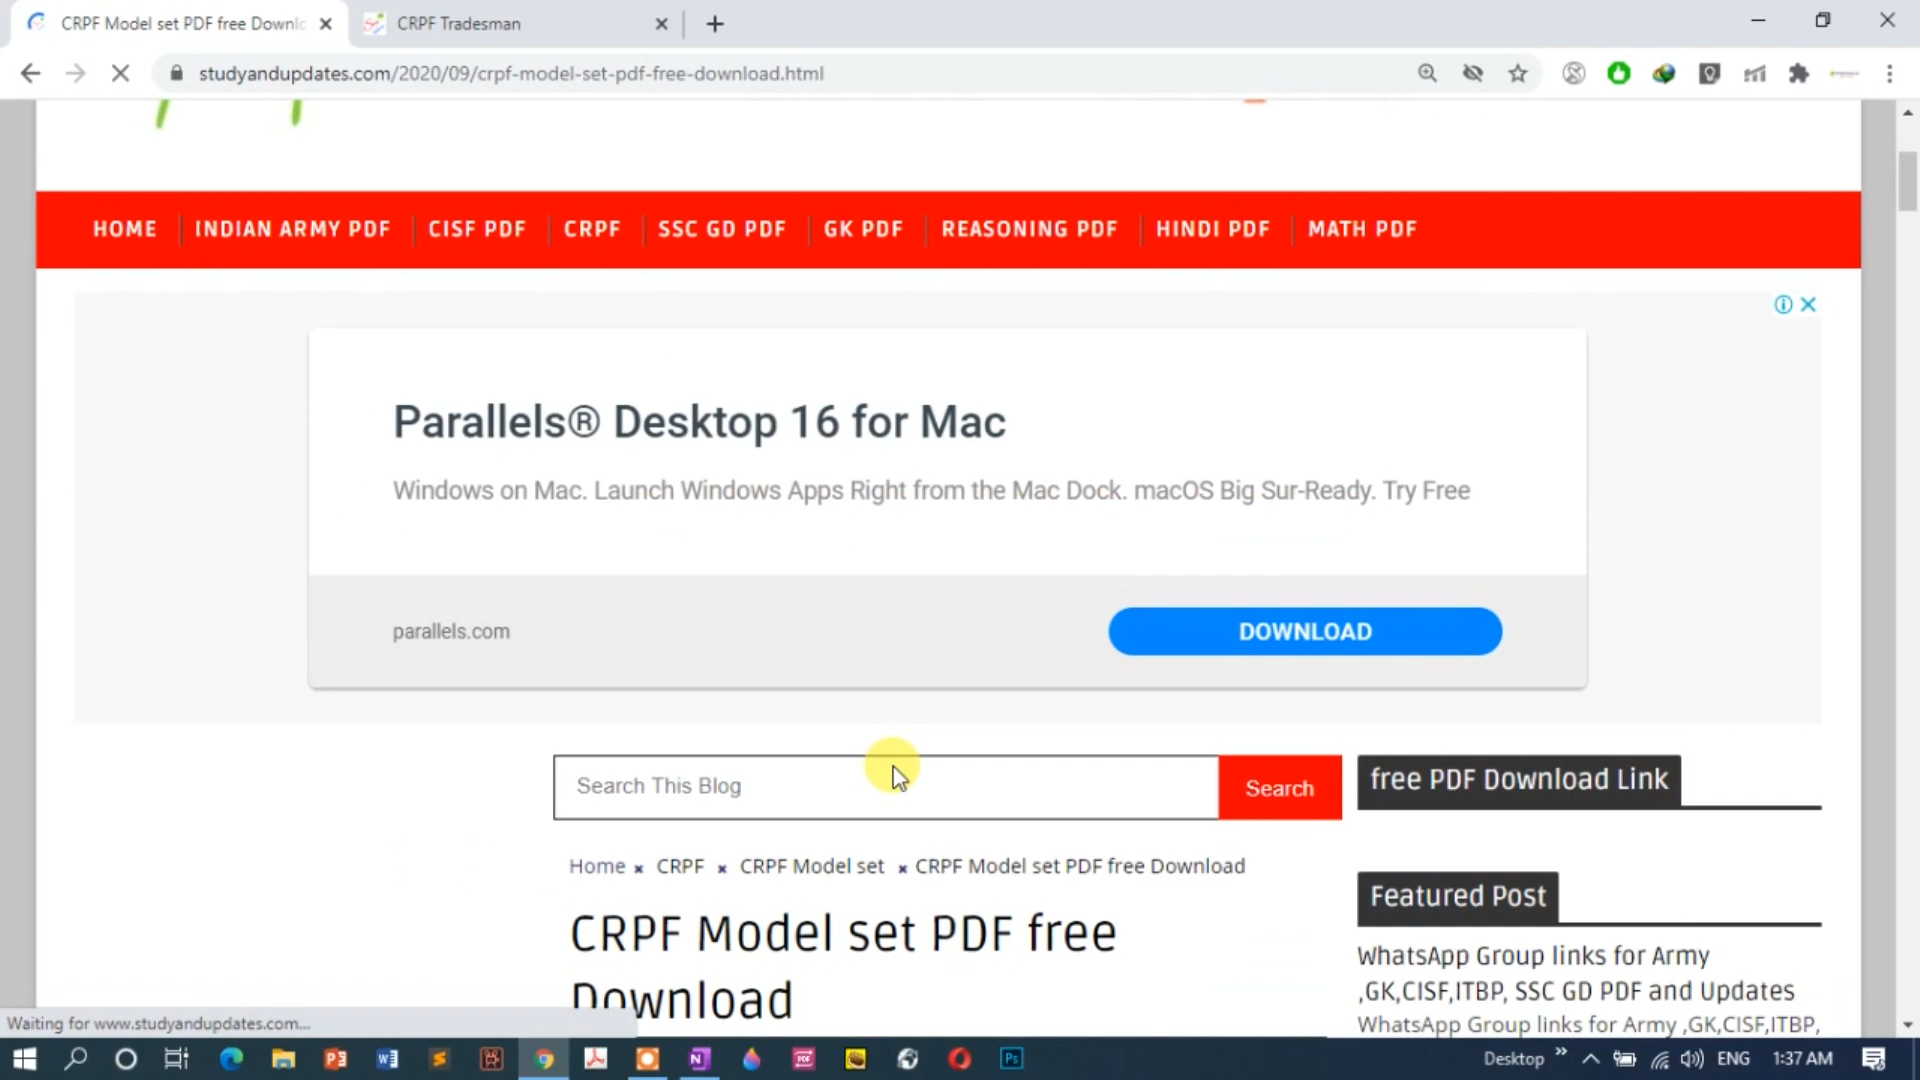 CRPF Model set PDF free Downlo
CRPF Tradesman
studyandupdates.com/2020/09/crpf-model-set-pdf-free-download.html
HOME INDIAN ARMY PDF CISF PDF CRPF SSC GD PDF GK PDF REASONING PDF HINDI PDF MATH PDF
Parallels® Desktop 16 for Mac
Windows on Mac. Launch Windows Apps Right from the Mac Dock. macOS Big Sur-Ready. Try Free
parallels.com
DOWNLOAD
Search This Blog
Search
free PDF Download Link
Home × CRPF × CRPF Model set × CRPF Model set PDF free Download
CRPF Model set PDF free
Download
Featured Post
WhatsApp Group links for Army
,GK,CISF,ITBP, SSC GD PDF and Updates
WhatsApp Group links for Army ,GK,CISF,ITBP,
Waiting for www.studyandupdates.com...
Desktop
ENG
1:37 AM